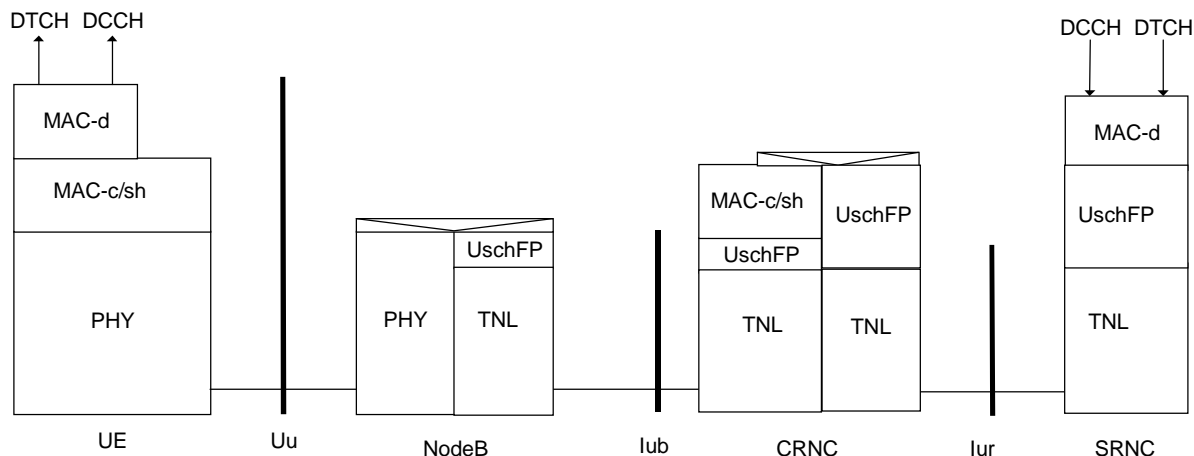 DTCH DCCH
DCCH DTCH
MAC-d
MAC-d
MAC-c/sh
MAC-c/sh
UschFP
UschFP
UschFP
UschFP
PHY
PHY
TNL
TNL
TNL
TNL
UE
Uu
NodeB
Iub
CRNC
Iur
SRNC